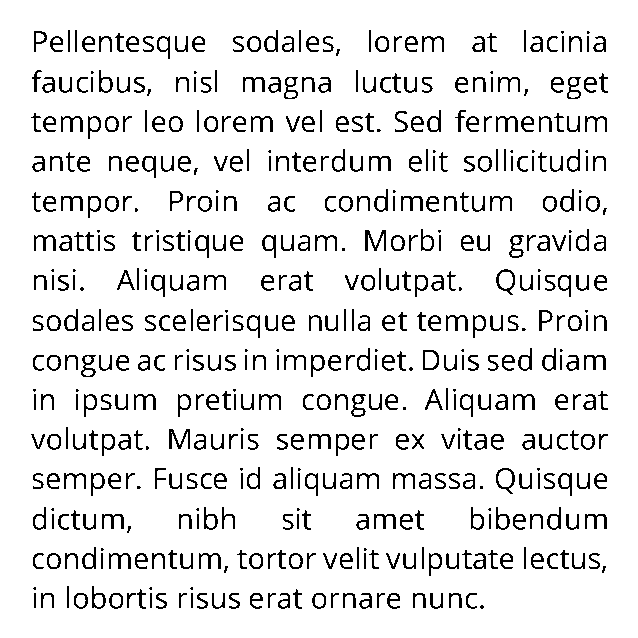 Pellentesque sodales, lorem at lacinia
faucibus, nisl magna luctus enim, eget
tempor leo lorem vel est. Sed fermentum
ante neque, vel interdum elit sollicitudin
tempor. Proin ac condimentum odio,
mattis tristique quam. Morbi eu gravida
nisi. Aliquam erat volutpat. Quisque
sodales scelerisque nulla et tempus. Proin
congue ac risus in imperdiet. Duis sed diam
in ipsum pretium congue. Aliquam erat
volutpat. Mauris semper ex vitae auctor
semper. Fusce id aliquam massa. Quisque
dictum, nibh sit amet bibendum
condimentum, tortor velit vulputate lectus,
in lobortis risus erat ornare nunc.